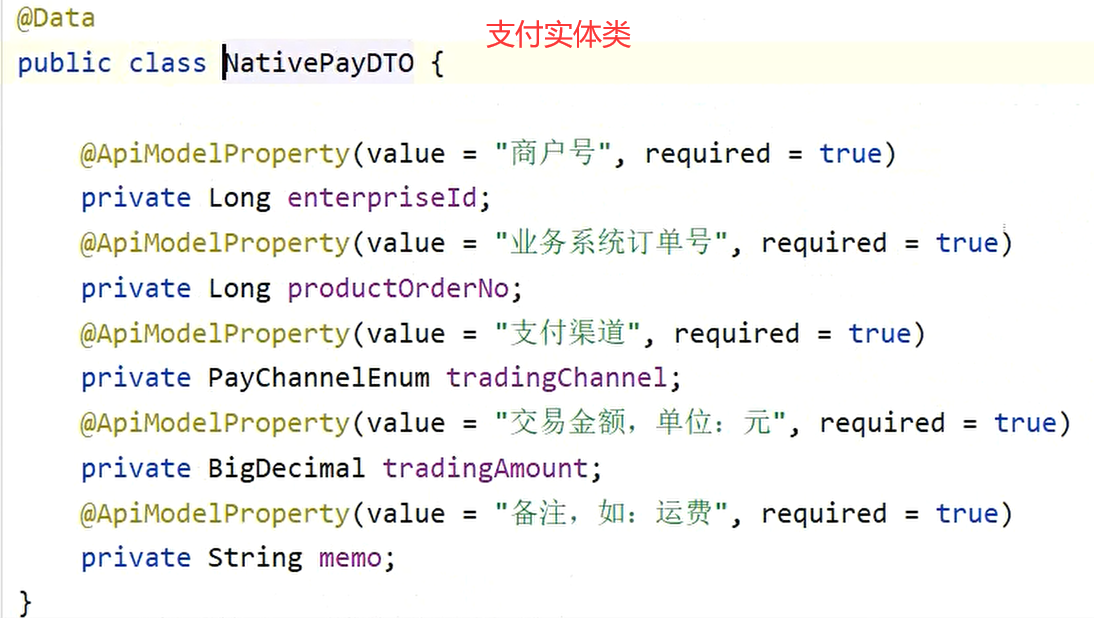 @Data
支付实体类
public class NativePayDTO {
@ApiModelProperty(value = "商户号", required = true)
private Long enterpriseId;
@ApiModelProperty(value = "业务系统订单号", required = true)
private Long productOrderNo;
@ApiModelProperty(value = "支付渠道", required = true)
private PayChannelEnum tradingChannel;
@ApiModelProperty(value = "交易金额，单位：元", required = true)
private BigDecimal tradingAmount;
@ApiModelProperty(value = "备注，如：运费", required = true)
private String memo;
}